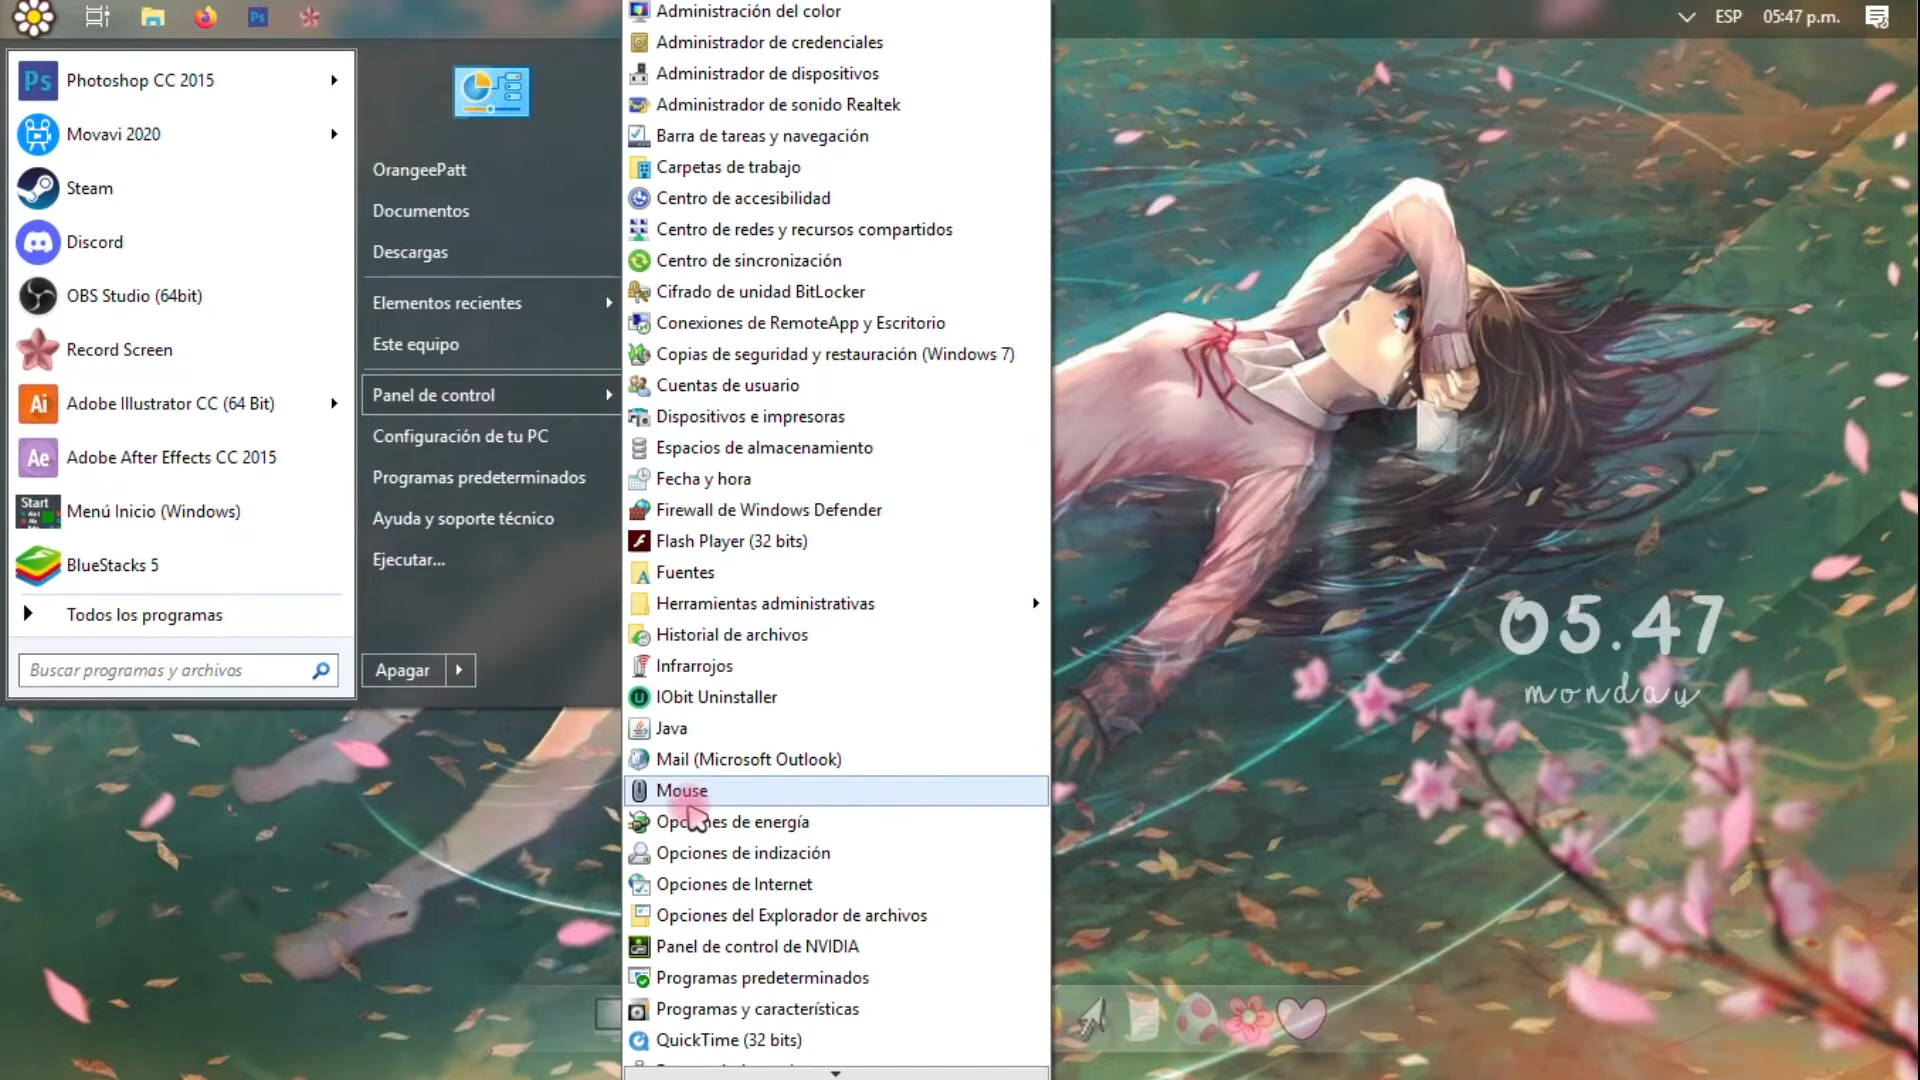 Ps
ESP
05:47 p.m.
Ps
Photoshop CC 2015
Movavi 2020
Steam
Discord
OBS Studio (64bit)
Record Screen
Ai
Adobe Illustrator CC (64 Bit)
Ae
Adobe After Effects CC 2015
Start
Menú Inicio (Windows)
BlueStacks 5
Todos los programas
Buscar programas y archivos
OrangeePatt
Documentos
Descargas
Elementos recientes
Este equipo
Panel de control
Configuración de tu PC
Programas predeterminados
Ayuda y soporte técnico
Ejecutar...
Apagar
Administración del color
Administrador de credenciales
Administrador de dispositivos
Administrador de sonido Realtek
Barra de tareas y navegación
Carpetas de trabajo
Centro de accesibilidad
Centro de redes y recursos compartidos
Centro de sincronización
Cifrado de unidad BitLocker
Conexiones de RemoteApp y Escritorio
Copias de seguridad y restauración (Windows 7)
Cuentas de usuario
Dispositivos e impresoras
Espacios de almacenamiento
Fecha y hora
Firewall de Windows Defender
Flash Player (32 bits)
Fuentes
Herramientas administrativas
Historial de archivos
Infrarrojos
IObit Uninstaller
Java
Mail (Microsoft Outlook)
Mouse
Opciones de energía
Opciones de indización
Opciones de Internet
Opciones del Explorador de archivos
Panel de control de NVIDIA
Programas predeterminados
Programas y características
QuickTime (32 bits)
05.47
monday